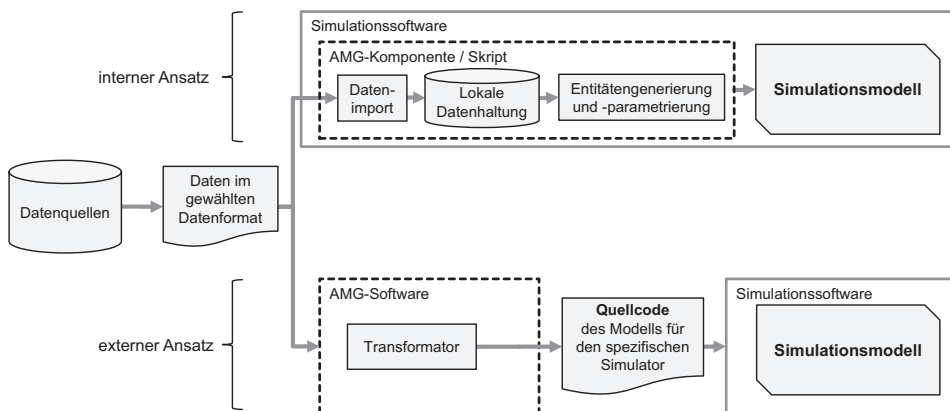 Simulationssoftware
AMG-Komponente / Skript
interner Ansatz
Daten-
import
Lokale
Datenhaltung
Entitätengenerierung
und -parametrierung
Simulationsmodell
Datenquellen
Daten im
gewählten
Datenformat
externer Ansatz
AMG-Software
Transformator
Quellcode
des Modells für
den spezifischen
Simulator
Simulationssoftware
Simulationsmodell